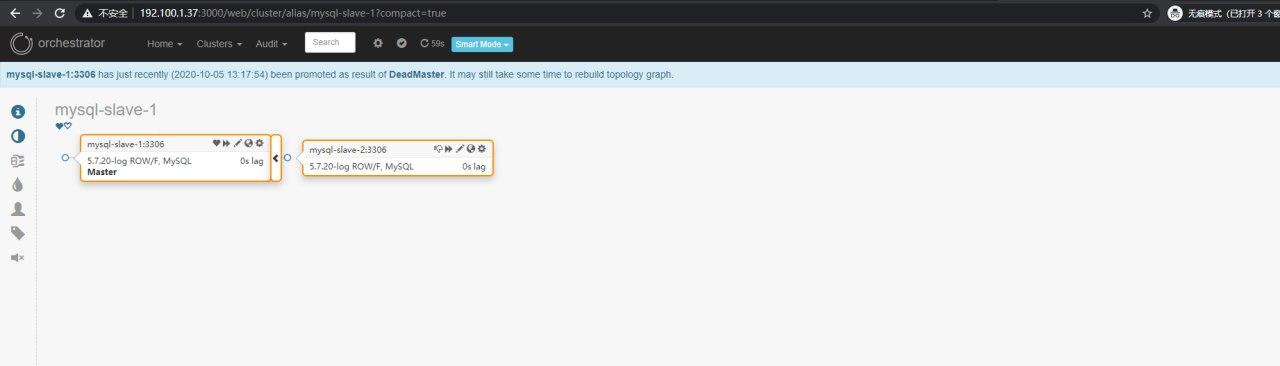 不安全 192.100.1.37:3000/web/cluster/alias/mysql-slave-1?compact=true 无痕模式 (已打开 3 个窗
orchestrator Home Clusters Audit Search 59s Smart Mode
mysql-slave-1:3306 has just recently (2020-10-05 13:17:54) been promoted as result of DeadMaster. It may still take some time to rebuild topology graph.
mysql-slave-1
mysql-slave-1:3306
5.7.20-log ROW/F, MySQL 0s lag
Master
mysql-slave-2:3306
5.7.20-log ROW/F, MySQL 0s lag